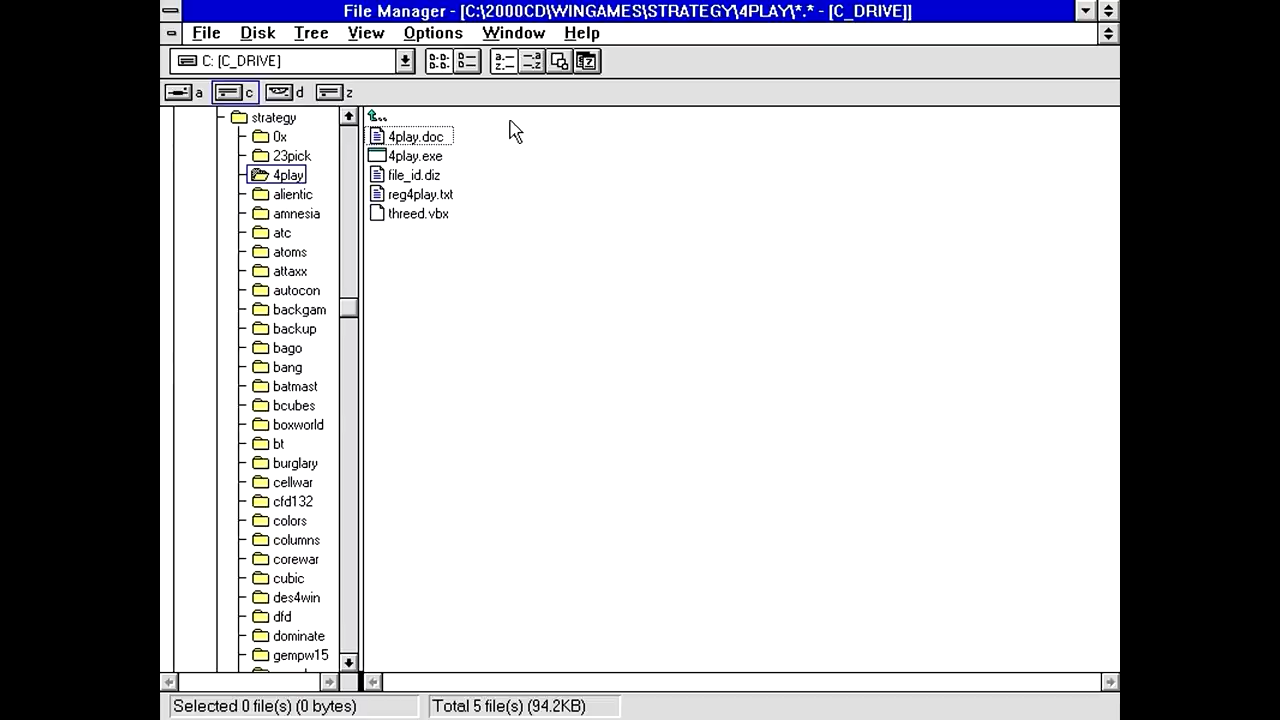 File Manager - [C:\2000CD\WINGAMES\STRATEGY\4PLAY\*.* - [C_DRIVE]]
File Disk Tree View Options Window Help
C: [C_DRIVE]
a c d z
strategy
0x
23pick
4play
alientic
amnesia
atc
atoms
attaxx
autocon
backgam
backup
bago
bang
batmast
bcubes
boxworld
bt
burglary
cellwar
cfd132
colors
columns
corewar
cubic
des4win
dfd
dominate
gempw15
..
4play.doc
4play.exe
file_id.diz
reg4play.txt
threed.vbx
Selected 0 file(s) (0 bytes)
Total 5 file(s) (94.2KB)